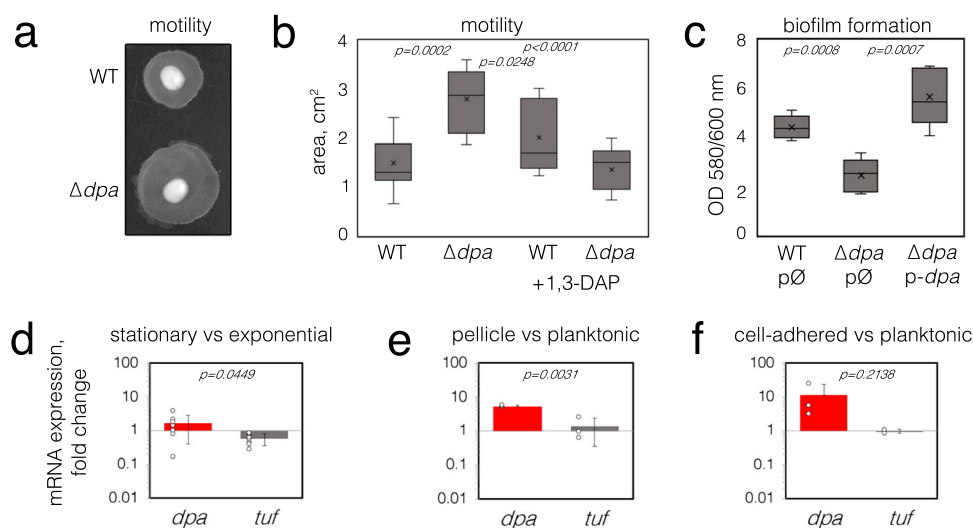 a
motility
WT
Δdpa
b
motility
area, cm²
4
3
2
1
0
p=0.0002
p<0.0001
p=0.0248
WT
Δdpa
WT
Δdpa
+1,3-DAP
c
biofilm formation
OD 580/600 nm
8
6
4
2
0
p=0.0008
p=0.0007
WT
pØ
Δdpa
pØ
Δdpa
p-dpa
d
stationary vs exponential
mRNA expression,
fold change
100
10
1
0.1
0.01
p=0.0449
dpa
tuf
e
pellicle vs planktonic
100
10
1
0.1
0.01
p=0.0031
dpa
tuf
f
cell-adhered vs planktonic
100
10
1
0.1
0.01
p=0.2138
dpa
tuf